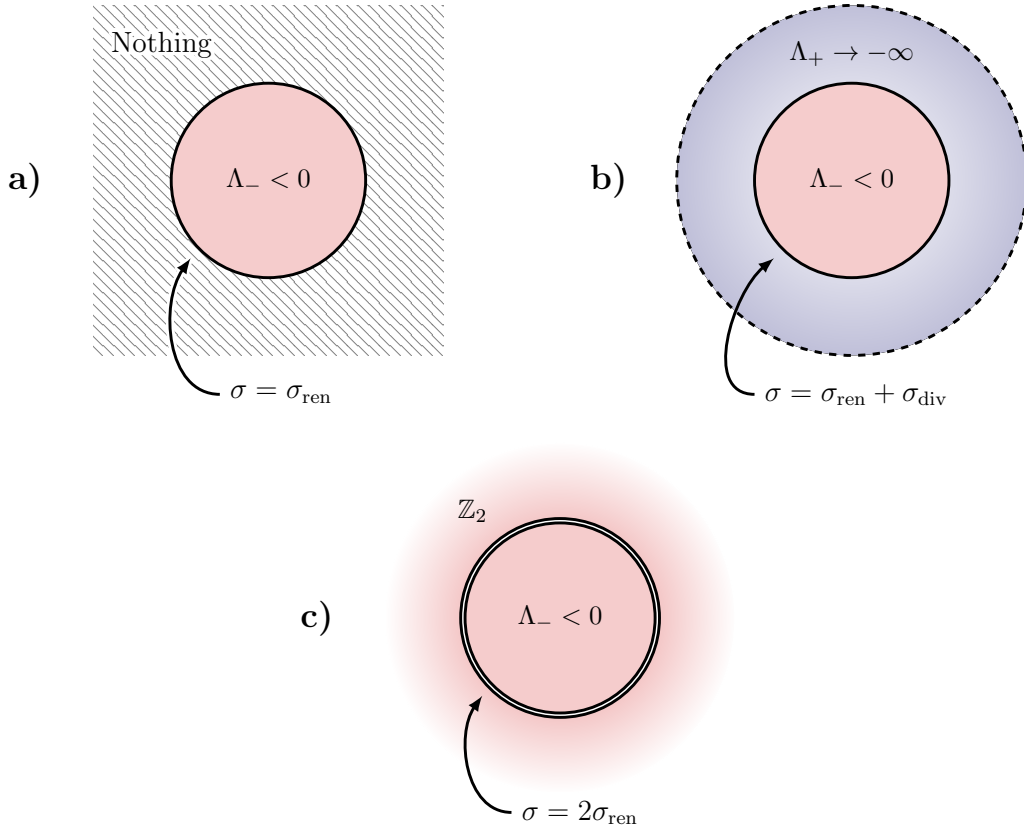 Nothing
Λ₋ < 0
a)
σ = σ_ren
Λ₊ → −∞
Λ₋ < 0
b)
σ = σ_ren + σ_div
ℤ₂
Λ₋ < 0
c)
σ = 2σ_ren